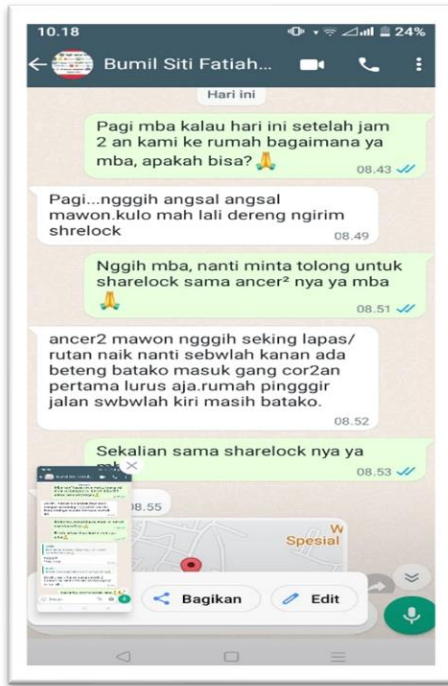 10.18
24%
Bumil Siti Fatiah...
Hari ini
Pagi mba kalau hari ini setelah jam
2 an kami ke rumah bagaimana ya
mba, apakah bisa? 🙏
08.43
Pagi...ngggih angsal angsal
mawon.kulo mah lali dereng ngirim
shrelock
08.49
Nggih mba, nanti minta tolong untuk
sharelock sama ancer² nya ya mba
🙏
08.51
ancer2 mawon ngggih seking lapas/
rutan naik nanti sebwlah kanan ada
beteng batako masuk gang cor2an
pertama lurus aja.rumah pingggir
jalan swbwlah kiri masih batako.
08.52
Sekalian sama sharelock nya ya
08.53
08.55
W
Spesial
Bagikan
Edit